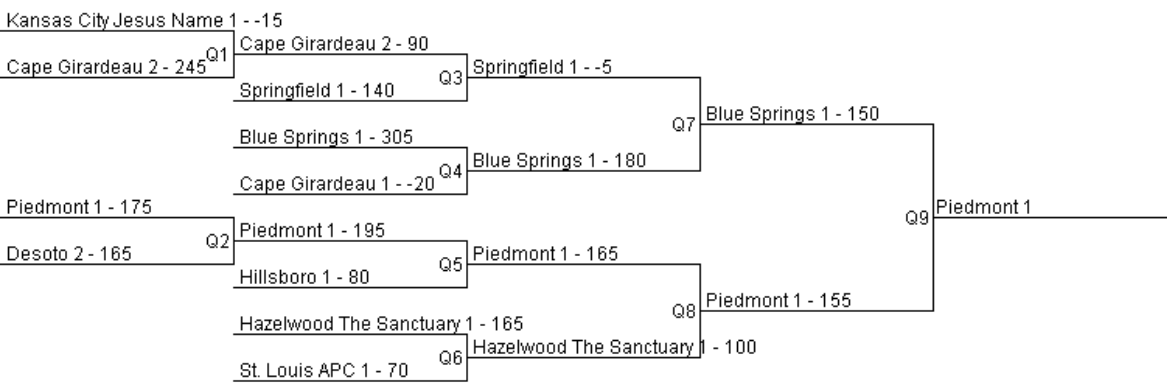 Kansas City Jesus Name 1 - -15
Cape Girardeau 2 - 245
Q1
Cape Girardeau 2 - 90
Springfield 1 - 140
Q3
Springfield 1 - -5
Blue Springs 1 - 305
Cape Girardeau 1 - -20
Q4
Blue Springs 1 - 180
Q7
Blue Springs 1 - 150
Piedmont 1 - 175
Desoto 2 - 165
Q2
Piedmont 1 - 195
Hillsboro 1 - 80
Q5
Piedmont 1 - 165
Hazelwood The Sanctuary 1 - 165
St. Louis APC 1 - 70
Q6
Hazelwood The Sanctuary 1 - 100
Q8
Piedmont 1 - 155
Q9
Piedmont 1